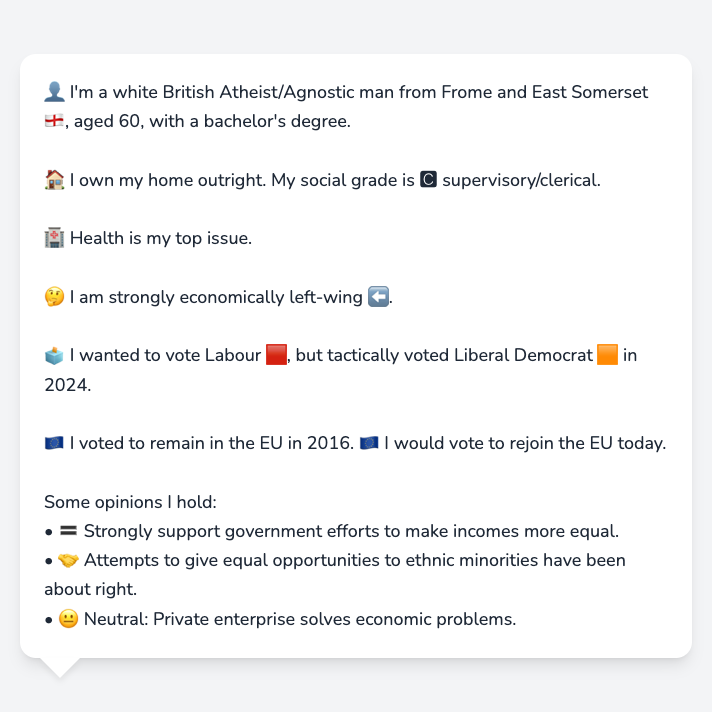 👤 I'm a white British Atheist/Agnostic man from Frome and East Somerset
🏴󠁧󠁢󠁥󠁮󠁧󠁿, aged 60, with a bachelor's degree.
🏠 I own my home outright. My social grade is 🅲 supervisory/clerical.
🏥 Health is my top issue.
🤔 I am strongly economically left-wing ⬅️.
🗳️ I wanted to vote Labour 🟥, but tactically voted Liberal Democrat 🟧 in
2024.
🇪🇺 I voted to remain in the EU in 2016. 🇪🇺 I would vote to rejoin the EU today.
Some opinions I hold:
• 🟰 Strongly support government efforts to make incomes more equal.
• 🤝 Attempts to give equal opportunities to ethnic minorities have been
about right.
• 😐 Neutral: Private enterprise solves economic problems.